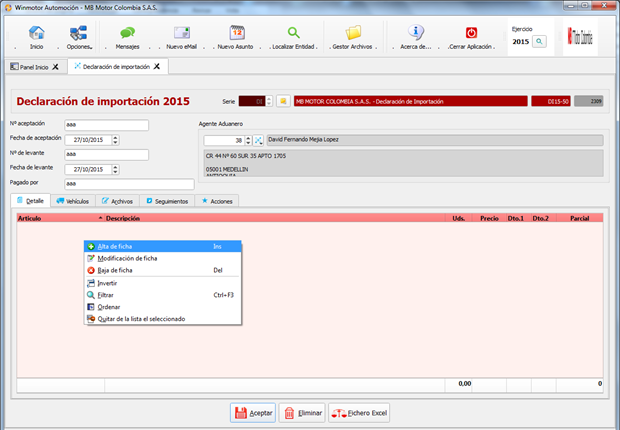 Winmotor Automoción - MB Motor Colombia S.A.S.
Inicio Opciones Mensajes Nuevo eMail Nuevo Asunto Localizar Entidad Gestor Archivos Acerca de... Cerrar Aplicación
Ejercicio
2015
Panel Inicio Declaración de importación
Declaración de importación 2015
Serie DI MB MOTOR COLOMBIA S.A.S. - Declaración de Importación DI15-50 2309
Nº aceptación aaa
Agente Aduanero
Fecha de aceptación 27/10/2015
38 David Fernando Mejia Lopez
Nº de levante aaa
CR 44 Nº 60 SUR 35 APTO 1705
Fecha de levante 27/10/2015
05001 MEDELLIN
ANTIOQUIA
Pagado por aaa
Detalle Vehículos Archivos Seguimientos Acciones
Artículo Descripción Uds. Precio Dto.1 Dto.2 Parcial
Alta de ficha Ins
Modificación de ficha
Baja de ficha Del
Invertir
Filtrar Ctrl+F3
Ordenar
Quitar de la lista el seleccionado
0,00 0
Aceptar Eliminar Fichero Excel